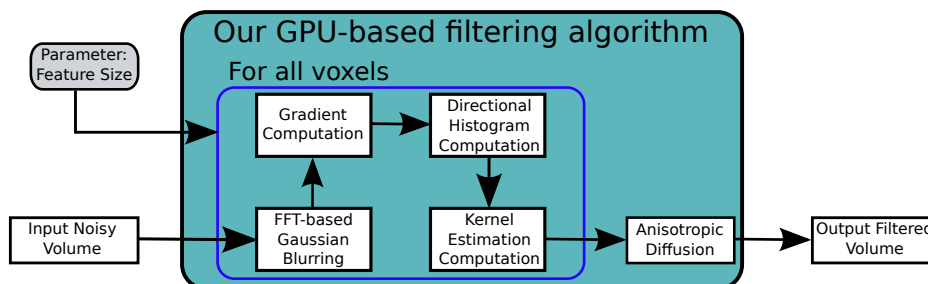 Our GPU-based filtering algorithm
Parameter:
Feature Size
For all voxels
Gradient
Computation
Directional
Histogram
Computation
Input Noisy
Volume
FFT-based
Gaussian
Blurring
Kernel
Estimation
Computation
Anisotropic
Diffusion
Output Filtered
Volume